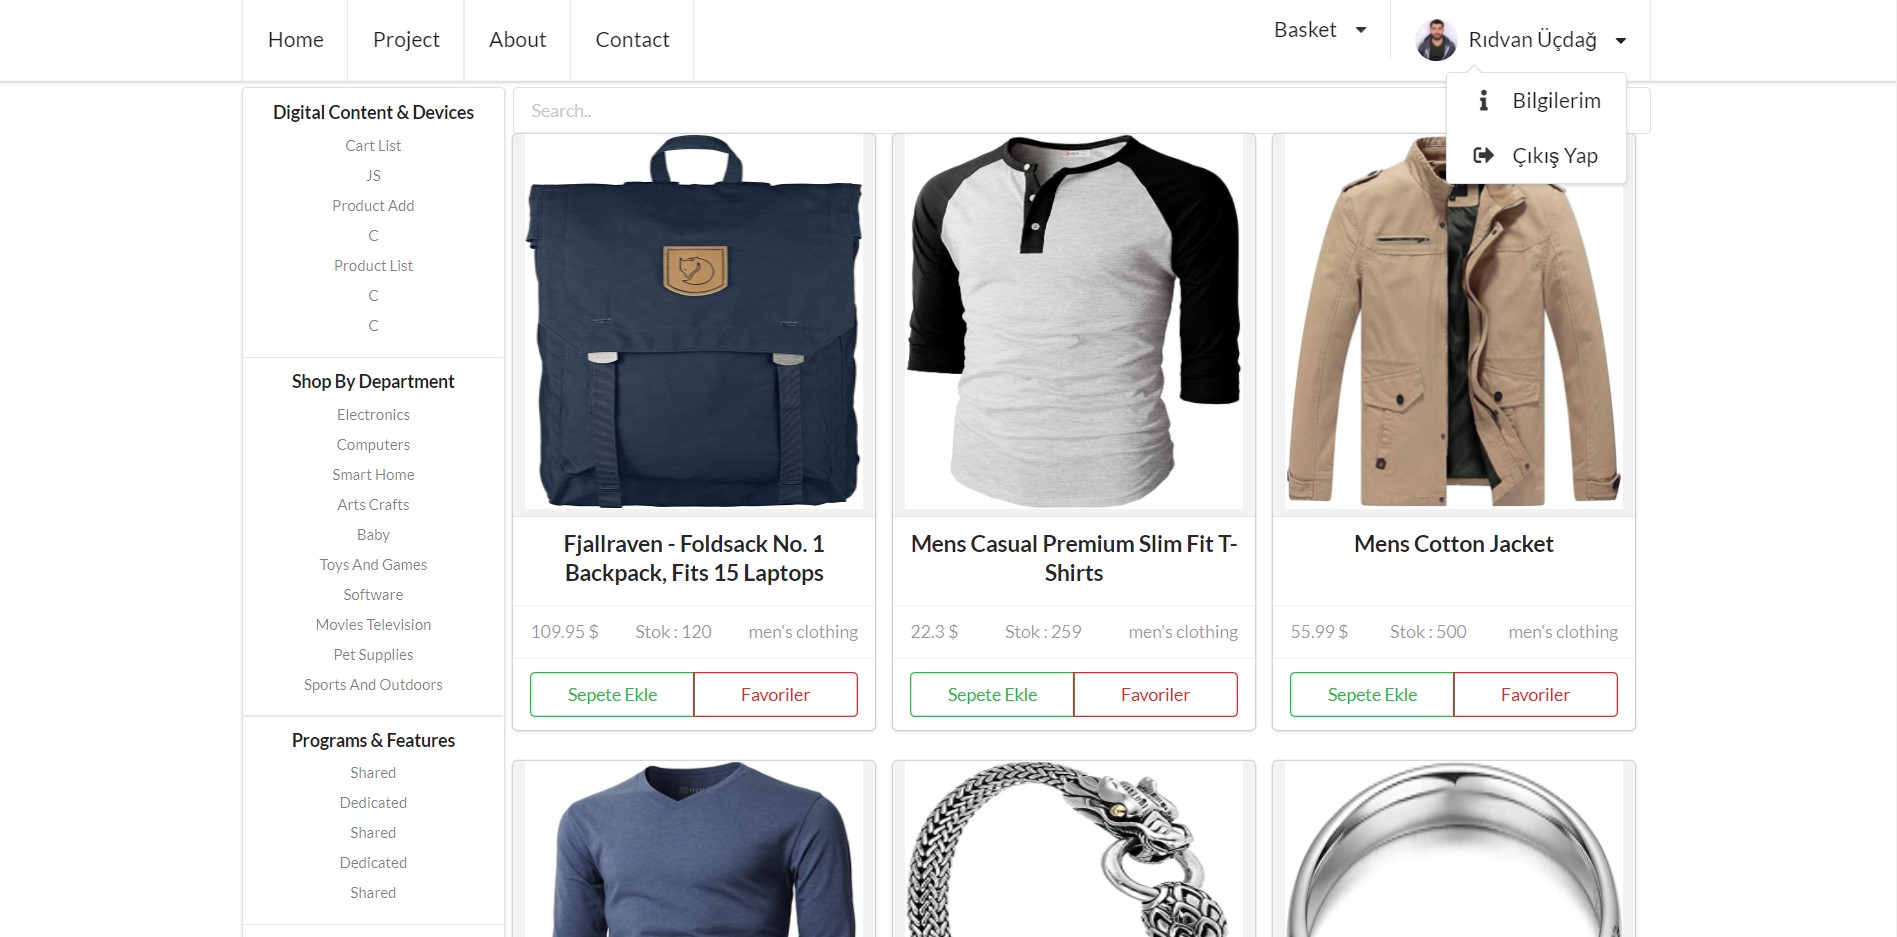 Home
Project
About
Contact
Basket
Rıdvan Üçdağ
Bilgilerim
Çıkış Yap
Digital Content & Devices
Cart List
JS
Product Add
C
Product List
C
C
Shop By Department
Electronics
Computers
Smart Home
Arts Crafts
Baby
Toys And Games
Software
Movies Television
Pet Supplies
Sports And Outdoors
Programs & Features
Shared
Dedicated
Shared
Dedicated
Shared
Search..
Fjallraven - Foldsack No. 1
Backpack, Fits 15 Laptops
109.95 $ Stok : 120 men's clothing
Sepete Ekle Favoriler
Mens Casual Premium Slim Fit T-
Shirts
22.3 $ Stok : 259 men's clothing
Sepete Ekle Favoriler
Mens Cotton Jacket
55.99 $ Stok : 500 men's clothing
Sepete Ekle Favoriler